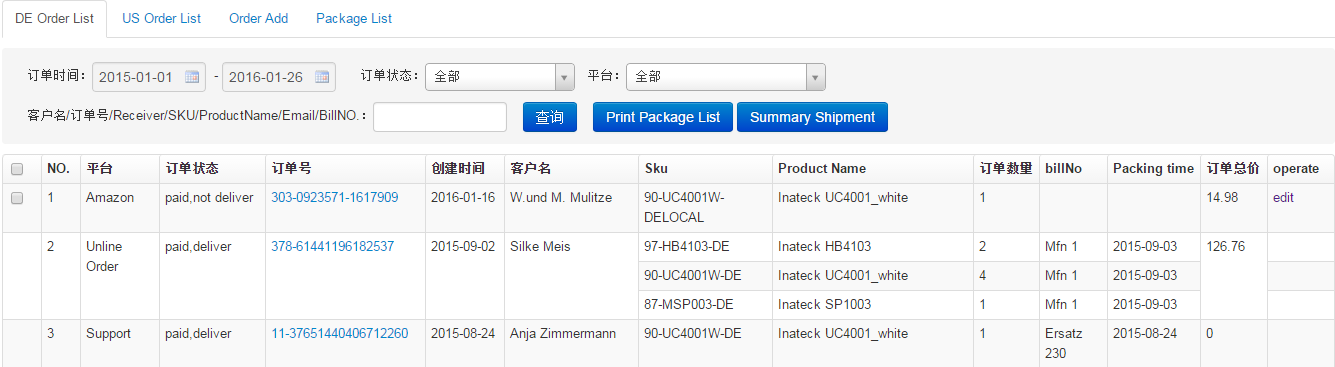 DE Order List US Order List Order Add Package List
订单时间: 2015-01-01 - 2016-01-26 订单状态: 全部 平台: 全部
客户名/订单号/Receiver/SKU/ProductName/Email/BillNO.: 查询 Print Package List Summary Shipment
NO. 平台 订单状态 订单号 创建时间 客户名 Sku Product Name 订单数量 billNo Packing time 订单总价 operate
1 Amazon paid,not deliver 303-0923571-1617909 2016-01-16 W.und M. Mulitze 90-UC4001W- Inateck UC4001_white 1 14.98 edit
DELOCAL
2 Unline paid,deliver 378-61441196182537 2015-09-02 Silke Meis 97-HB4103-DE Inateck HB4103 2 Mfn 1 2015-09-03 126.76
Order
90-UC4001W-DE Inateck UC4001_white 4 Mfn 1 2015-09-03
87-MSP003-DE Inateck SP1003 1 Mfn 1 2015-09-03
3 Support paid,deliver 11-37651440406712260 2015-08-24 Anja Zimmermann 90-UC4001W-DE Inateck UC4001_white 1 Ersatz 2015-08-24 0
230